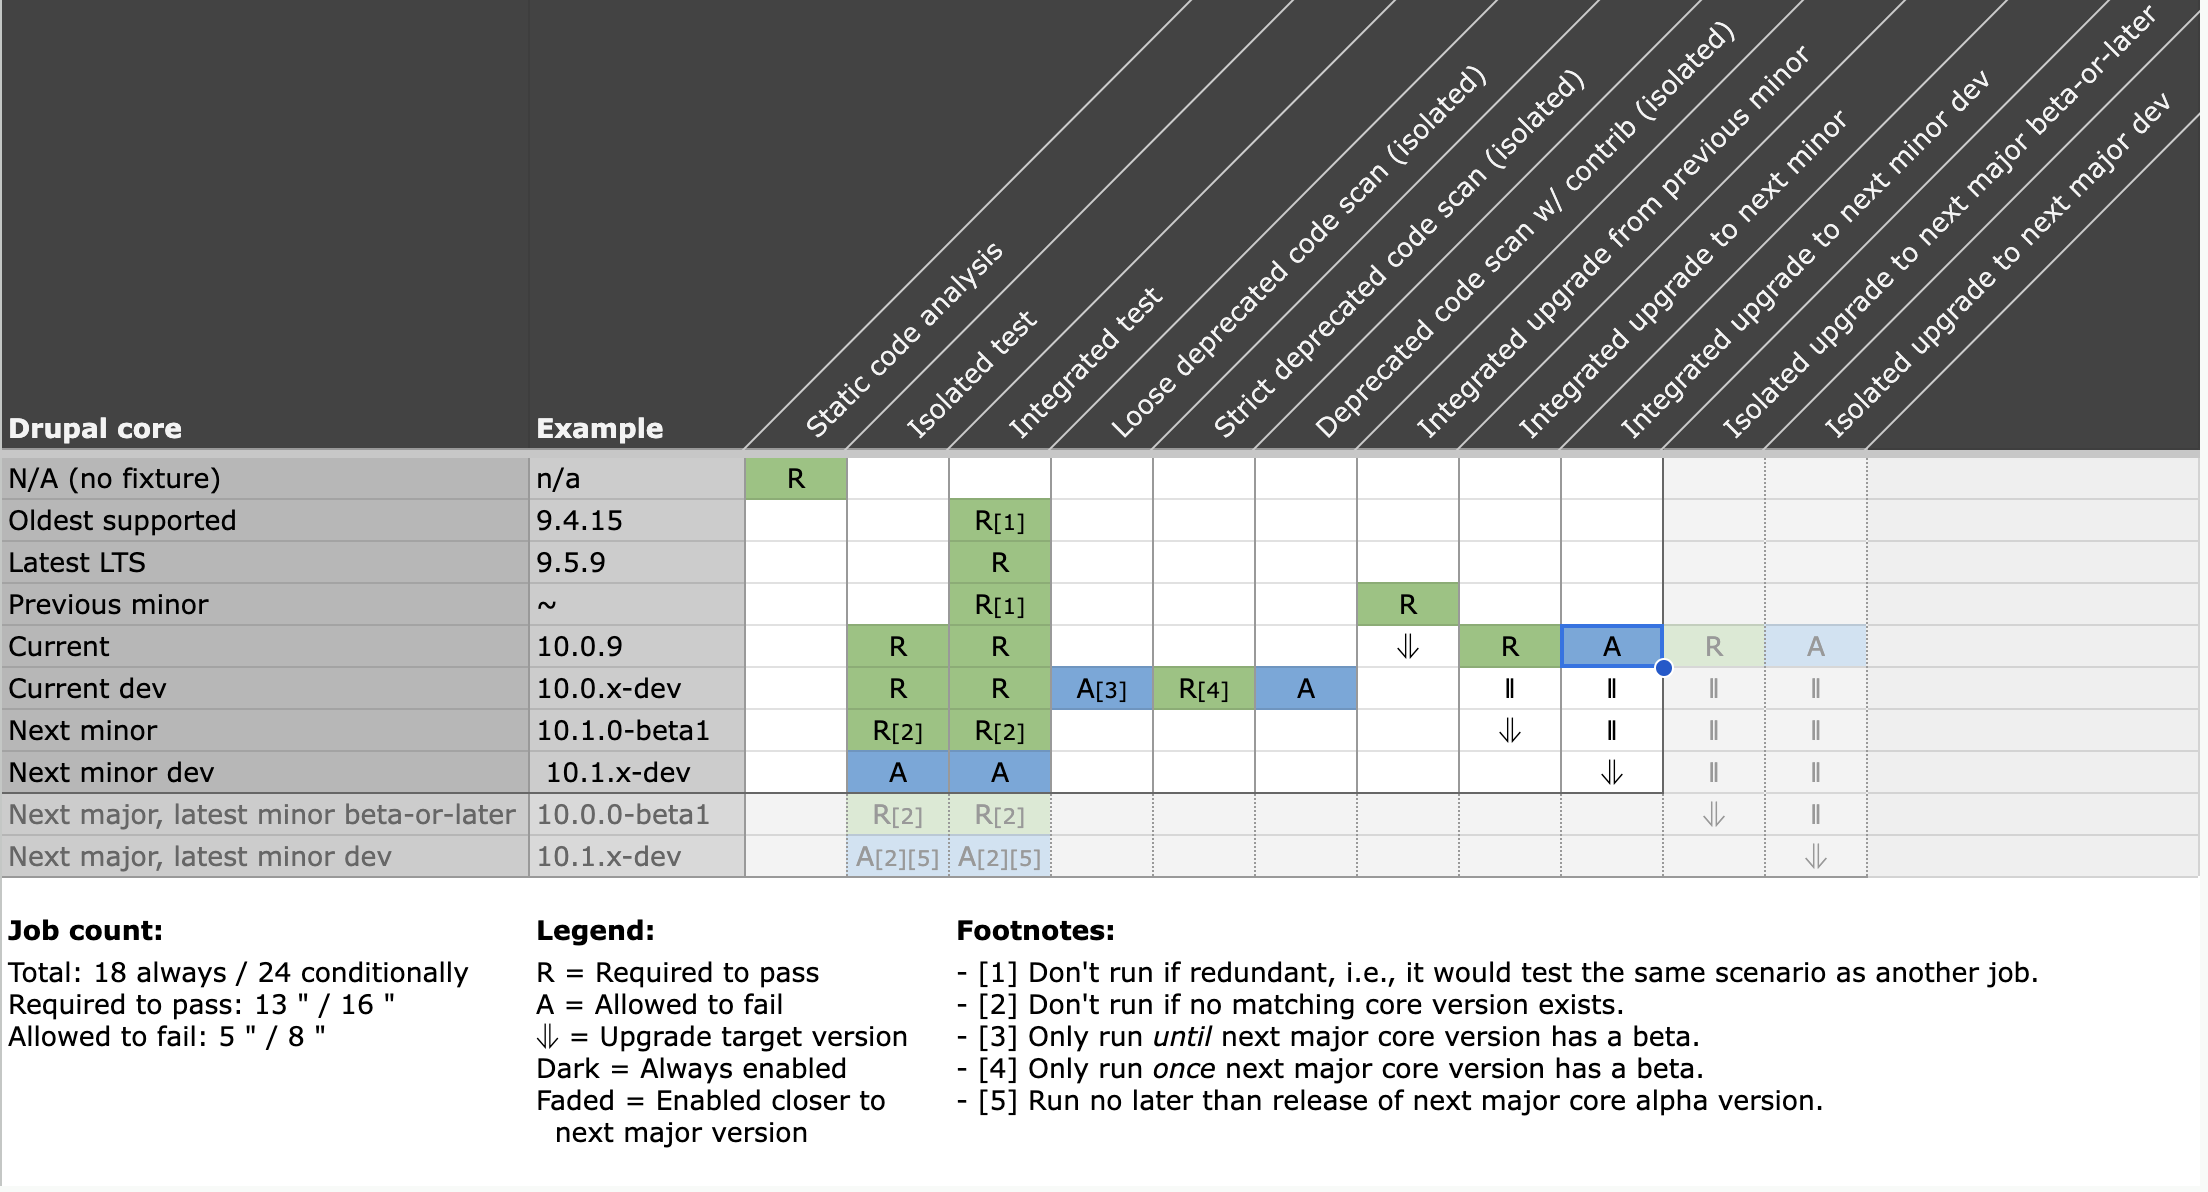 Static code analysis
Isolated test
Integrated test
Loose deprecated code scan (isolated)
Strict deprecated code scan (isolated)
Deprecated code scan w/ contrib (isolated)
Integrated upgrade from previous minor
Integrated upgrade to next minor
Integrated upgrade to next minor dev
Isolated upgrade to next major beta-or-later
Isolated upgrade to next major dev
Drupal core Example
N/A (no fixture) n/a R
Oldest supported 9.4.15 R[1]
Latest LTS 9.5.9 R
Previous minor ~ R[1] R
Current 10.0.9 R R ⇓ R A R A
Current dev 10.0.x-dev R R A[3] R[4] A || || || ||
Next minor 10.1.0-beta1 R[2] R[2] ⇓ || || ||
Next minor dev 10.1.x-dev A A ⇓ || ||
Next major, latest minor beta-or-later 10.0.0-beta1 R[2] R[2] ⇓ ||
Next major, latest minor dev 10.1.x-dev A[2][5] A[2][5] ⇓
Job count:
Total: 18 always / 24 conditionally
Required to pass: 13 " / 16 "
Allowed to fail: 5 " / 8 "
Legend:
R = Required to pass
A = Allowed to fail
⇓ = Upgrade target version
Dark = Always enabled
Faded = Enabled closer to
next major version
Footnotes:
- [1] Don't run if redundant, i.e., it would test the same scenario as another job.
- [2] Don't run if no matching core version exists.
- [3] Only run until next major core version has a beta.
- [4] Only run once next major core version has a beta.
- [5] Run no later than release of next major core alpha version.